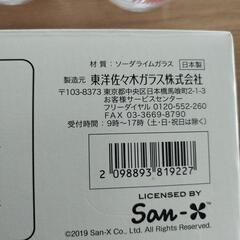 材 質：ソーダライムガラス 日本製
製造元 東洋佐々木ガラス株式会社
〒103-8373 東京都中央区日本橋馬喰町2-1-3
お客様サービスセンター
フリーダイヤル 0120-552-260
FAX 03-3669-8790
受付時間：9時〜17時（土・日・祝日は除く）
2 098893 819227
LICENSED BY
San-X
©2019 San-X Co., Ltd. All Rights Reserved.